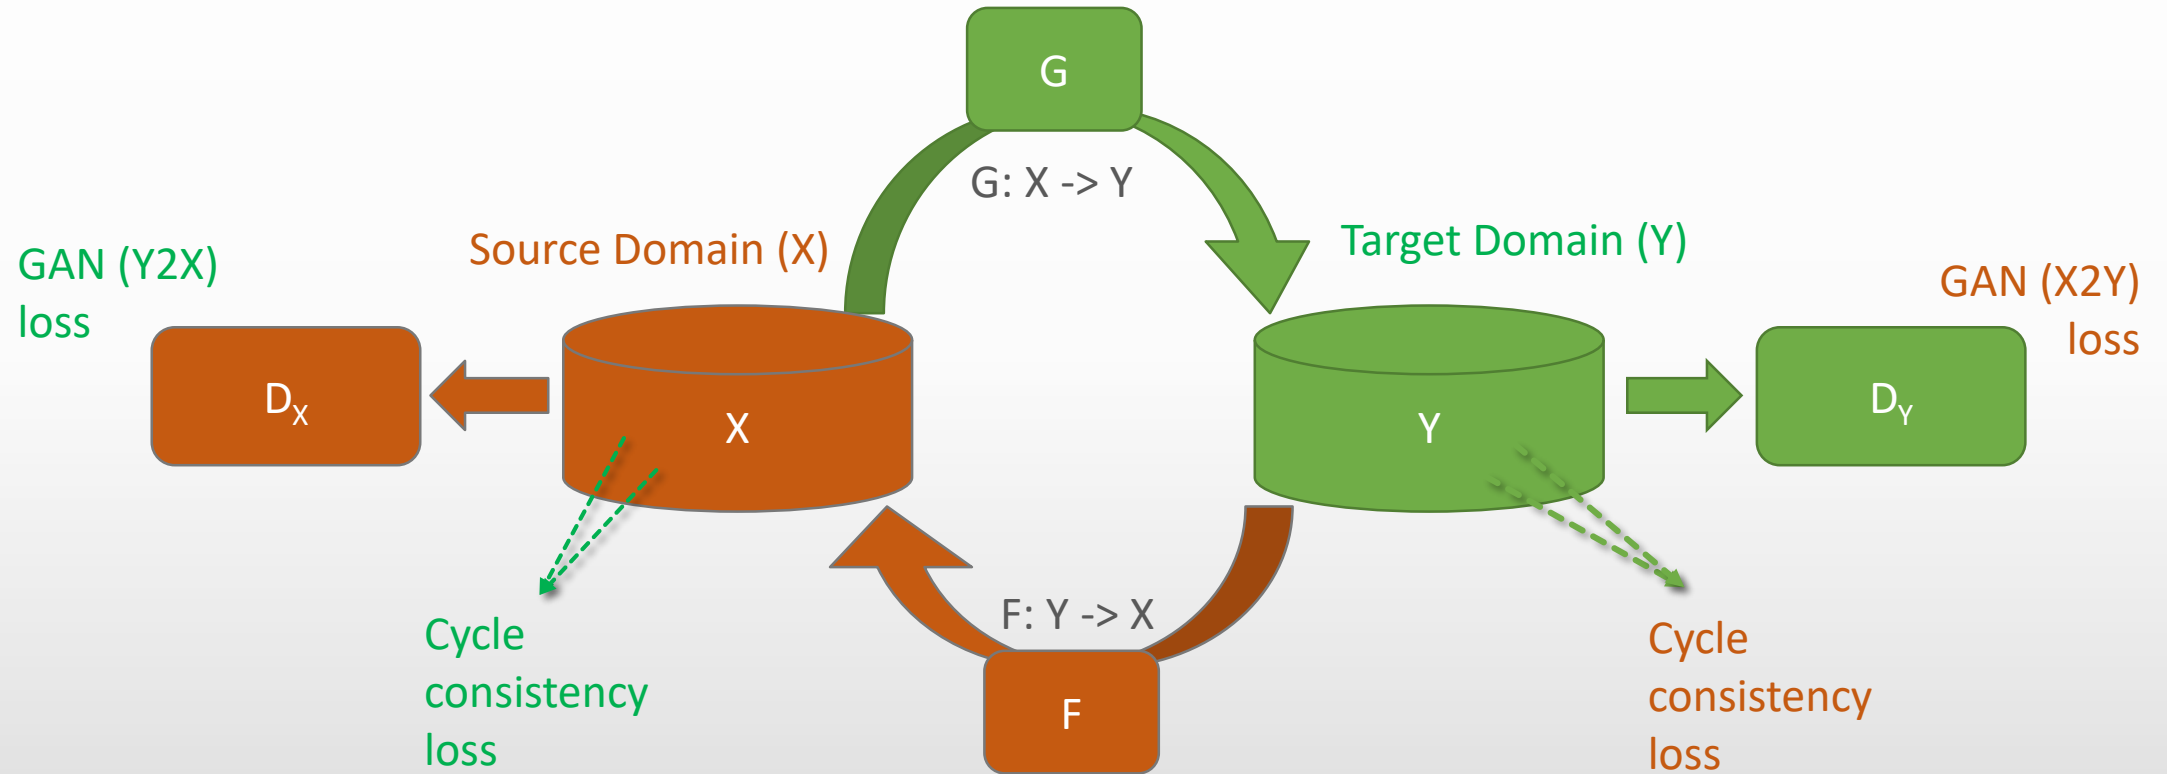 G
G: X -> Y
Source Domain (X)
Target Domain (Y)
GAN (Y2X)
loss
GAN (X2Y)
loss
DX
X
Y
DY
F: Y -> X
F
Cycle
consistency
loss
Cycle
consistency
loss